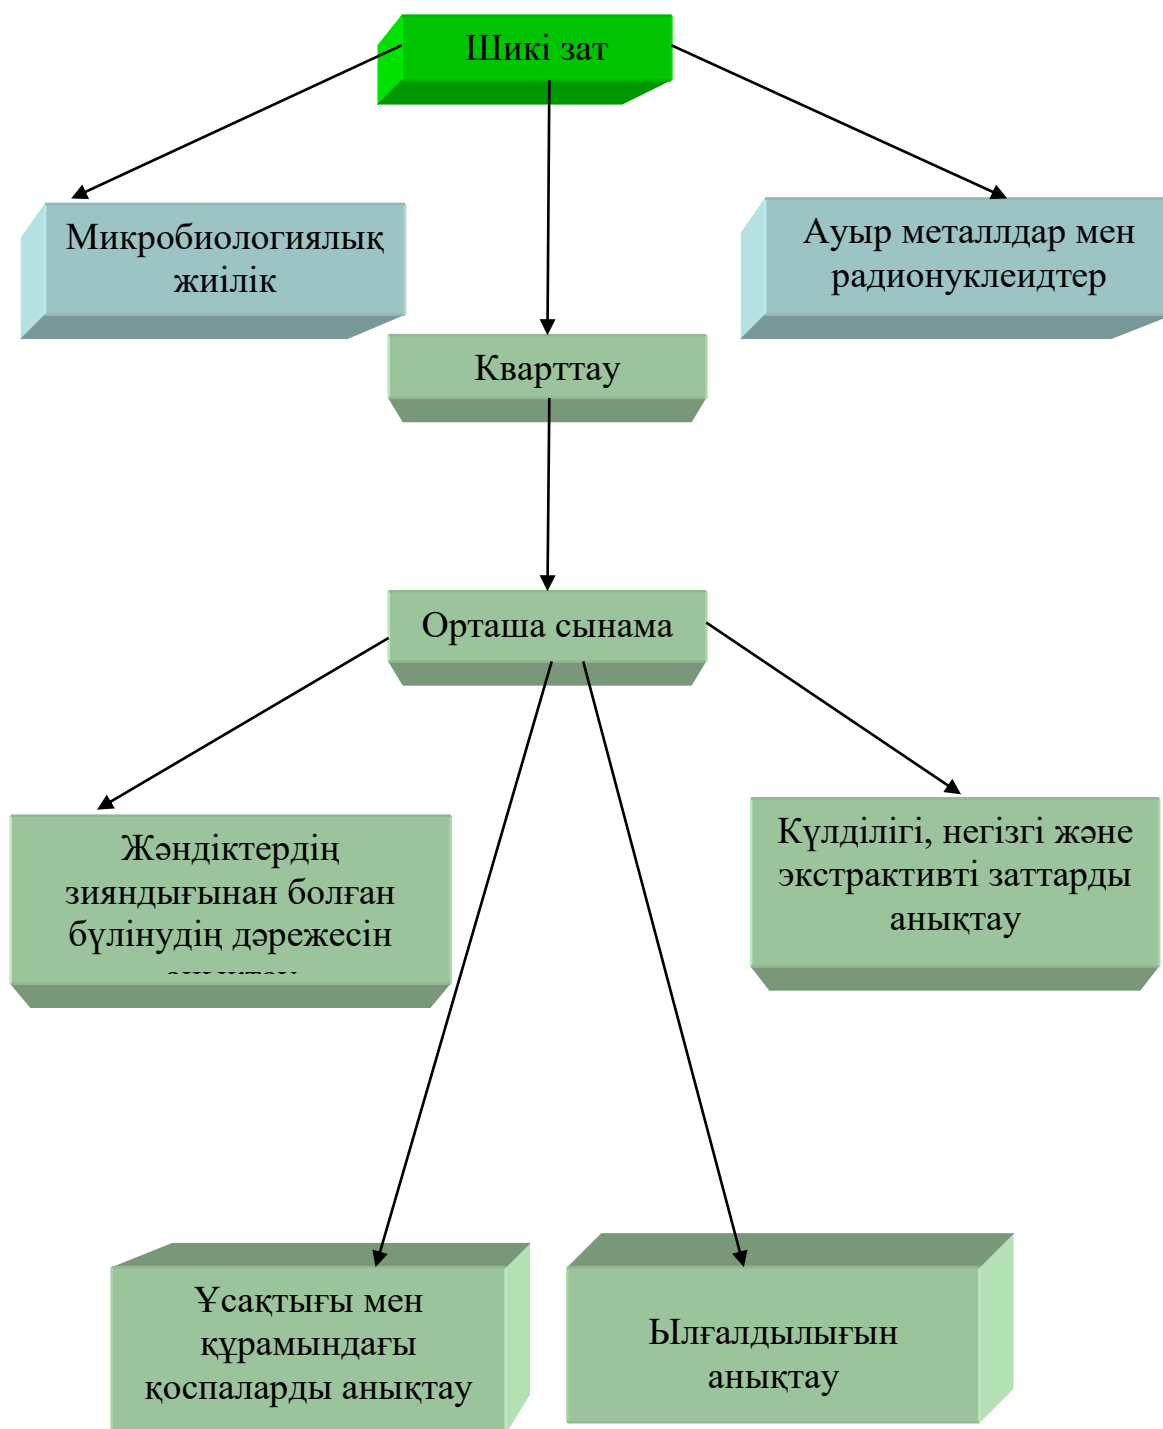 Шикі зат
Микробиологиялық
жиілік
Ауыр металлдар мен
радионуклеидтер
Кварттау
Орташа сынама
Жәндіктердің
зияндығынан болған
бүлінудің дәрежесін
Күлділігі, негізгі және
экстрактивті заттарды
анықтау
Ұсақтығы мен
құрамындағы
қоспаларды анықтау
Ылғалдылығын
анықтау